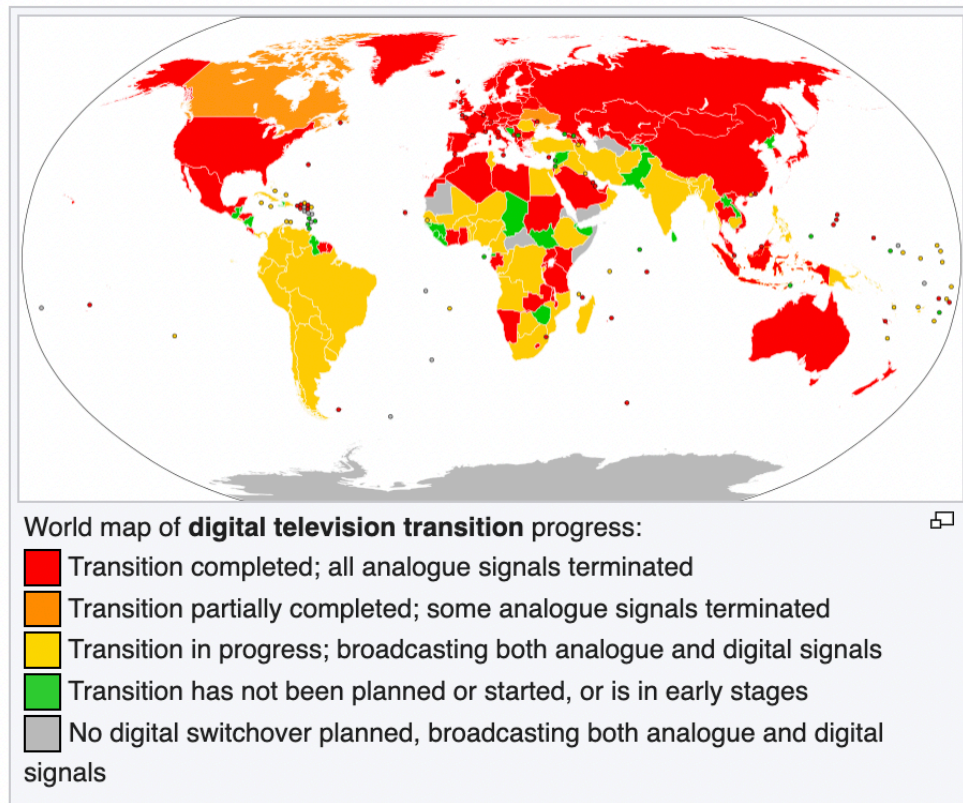 World map of digital television transition progress:
Transition completed; all analogue signals terminated
Transition partially completed; some analogue signals terminated
Transition in progress; broadcasting both analogue and digital signals
Transition has not been planned or started, or is in early stages
No digital switchover planned, broadcasting both analogue and digital
signals